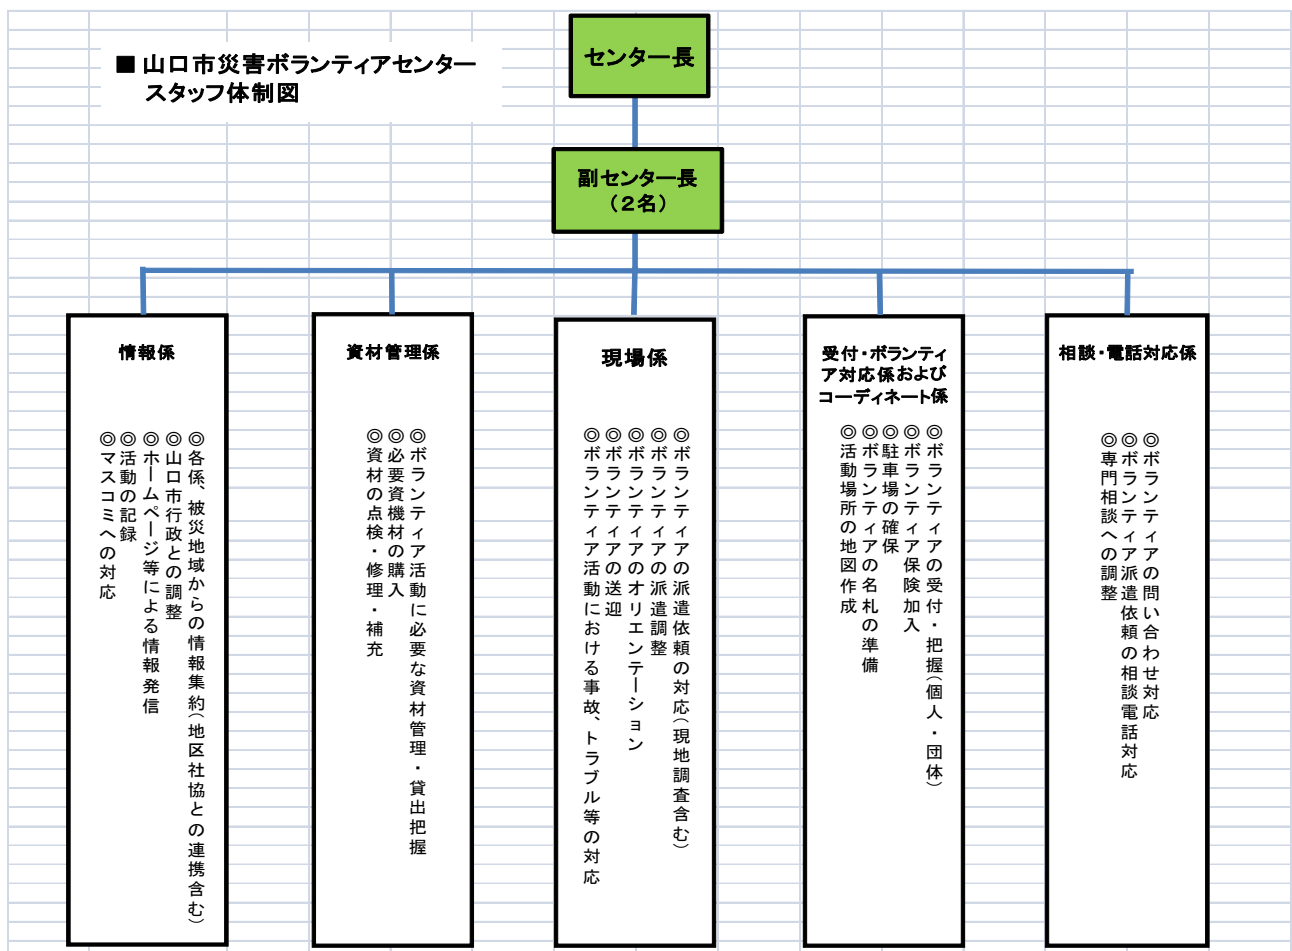 ■ 山口市災害ボランティアセンター
スタッフ体制図
センター長
副センター長
（２名）
情報係
◎各係、被災地域からの情報集約（地区社協との連携含む）
◎山口市行政との調整
◎ホームページ等による情報発信
◎活動の記録
◎マスコミへの対応
資材管理係
◎ボランティア活動に必要な資材管理・貸出把握
◎必要資機材の購入
◎資材の点検・修理・補充
現場係
◎ボランティアの派遣依頼の対応（現地調査含む）
◎ボランティアの派遣調整
◎ボランティアのオリエンテーション
◎ボランティアの送迎
◎ボランティア活動における事故、トラブル等の対応
受付・ボランティ
ア対応係および
コーディネート係
◎ボランティアの受付・把握（個人・団体）
◎ボランティア保険加入
◎駐車場の確保
◎ボランティアの名札の準備
◎活動場所の地図作成
相談・電話対応係
◎ボランティアの問い合わせ対応
◎ボランティア派遣依頼の相談電話対応
◎専門相談への調整